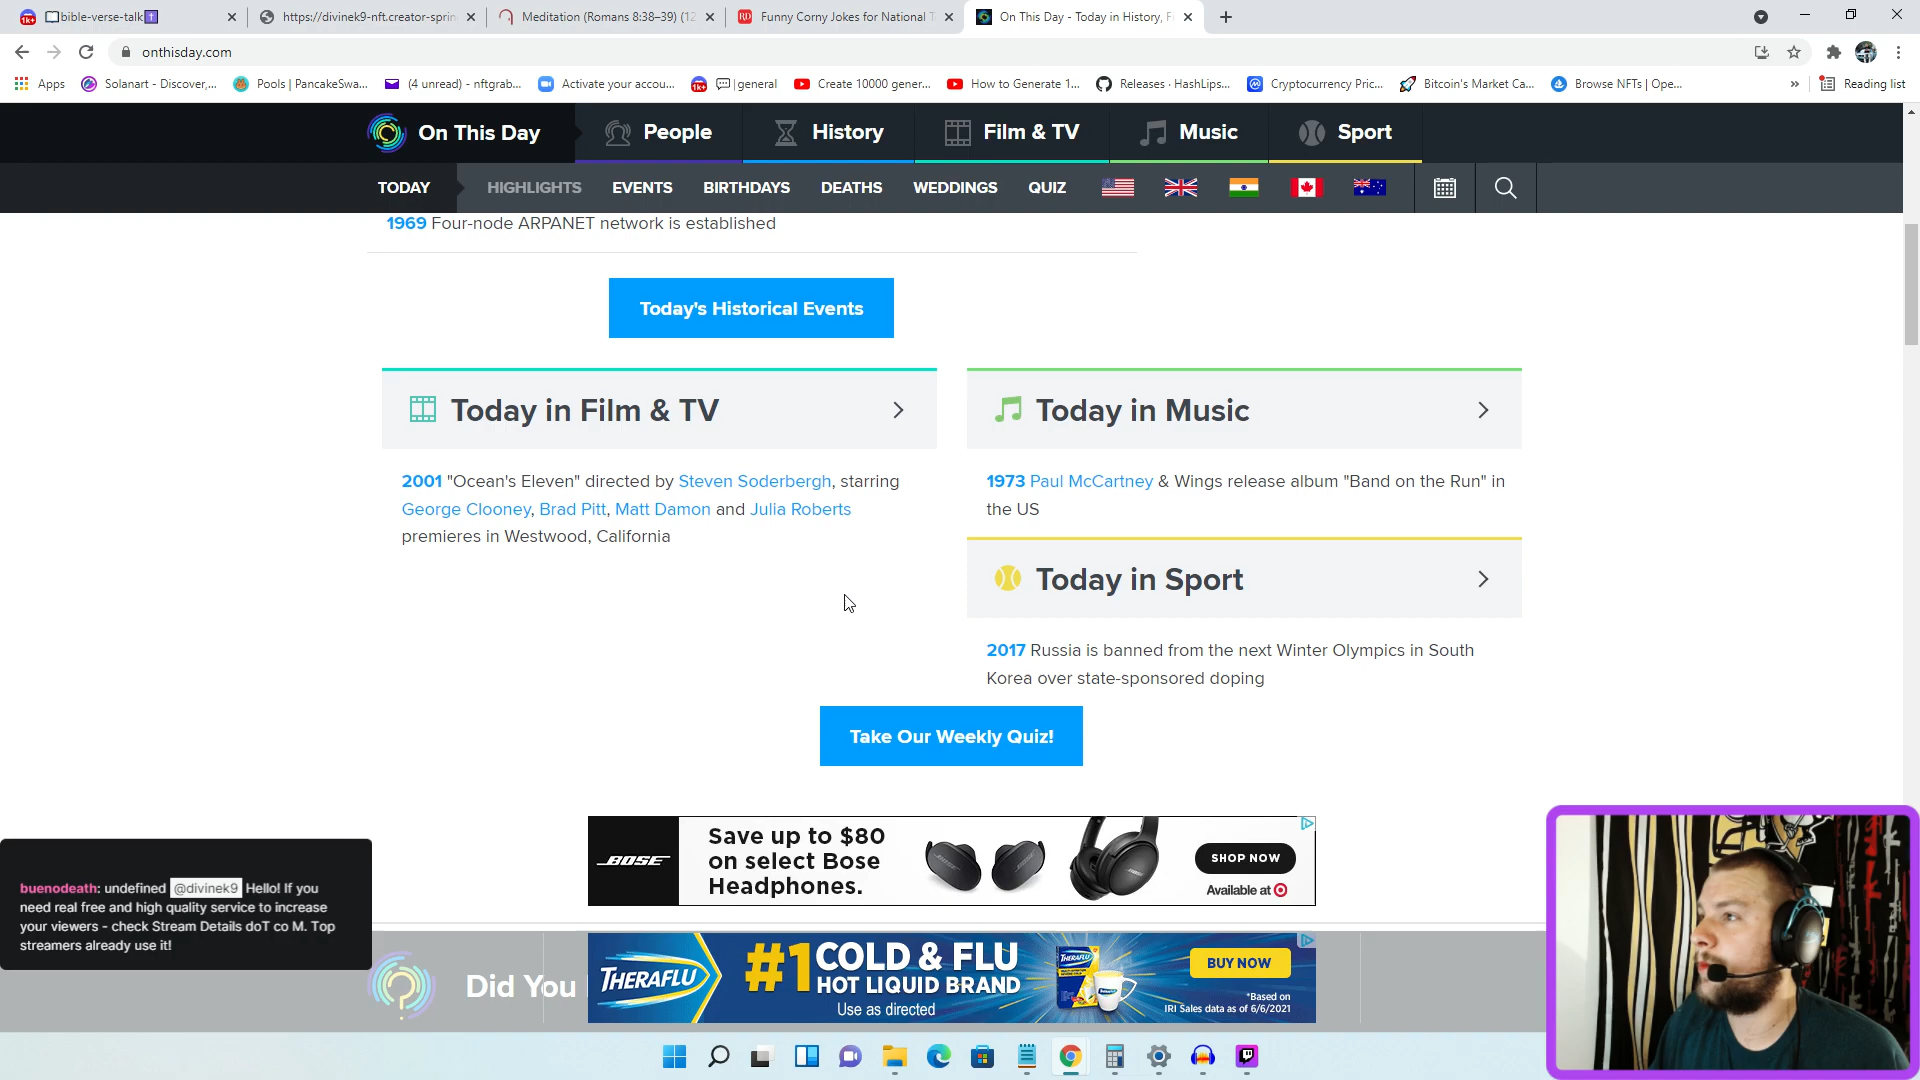 bible-verse-talk
https://divinek9-nft.creator-sprin
Meditation (Romans 8:38–39) (12
RD
Funny Corny Jokes for National T
On This Day - Today in History, Fi
onthisday.com
Apps
Solanart - Discover,...
Pools | PancakeSwa...
(4 unread) - nftgrab...
Activate your accou...
1k+
|general
Create 10000 gener...
How to Generate 1...
Releases · HashLips...
Cryptocurrency Pric...
Bitcoin's Market Ca...
Browse NFTs | Ope...
»
Reading list
On This Day
People
History
Film & TV
Music
Sport
TODAY
HIGHLIGHTS
EVENTS
BIRTHDAYS
DEATHS
WEDDINGS
QUIZ
1969 Four-node ARPANET network is established
Today's Historical Events
Today in Film & TV
2001 "Ocean's Eleven" directed by Steven Soderbergh, starring
George Clooney, Brad Pitt, Matt Damon and Julia Roberts
premieres in Westwood, California
Today in Music
1973 Paul McCartney & Wings release album "Band on the Run" in
the US
Today in Sport
2017 Russia is banned from the next Winter Olympics in South
Korea over state-sponsored doping
Take Our Weekly Quiz!
BOSE
Save up to $80
on select Bose
Headphones.
SHOP NOW
Available at
buenodeath: undefined @divinek9 Hello! If you
need real free and high quality service to increase
your viewers - check Stream Details doT co M. Top
streamers already use it!
Did You
THERAFLU
#1 COLD & FLU
HOT LIQUID BRAND
Use as directed
THERAFLU
BUY NOW
*Based on
IRI Sales data as of 6/6/2021